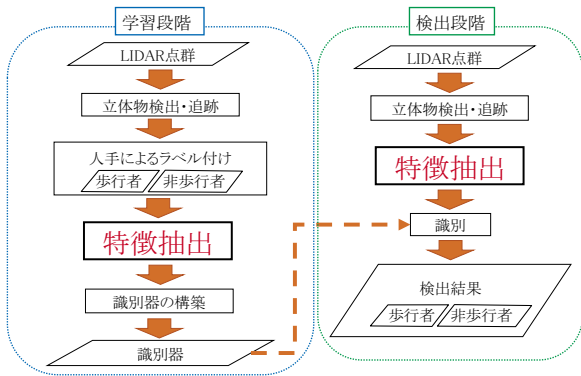 学習段階
LIDAR点群
立体物検出・追跡
人手によるラベル付け
歩行者 非歩行者
特徴抽出
識別器の構築
識別器
検出段階
LIDAR点群
立体物検出・追跡
特徴抽出
識別
検出結果
歩行者 非歩行者